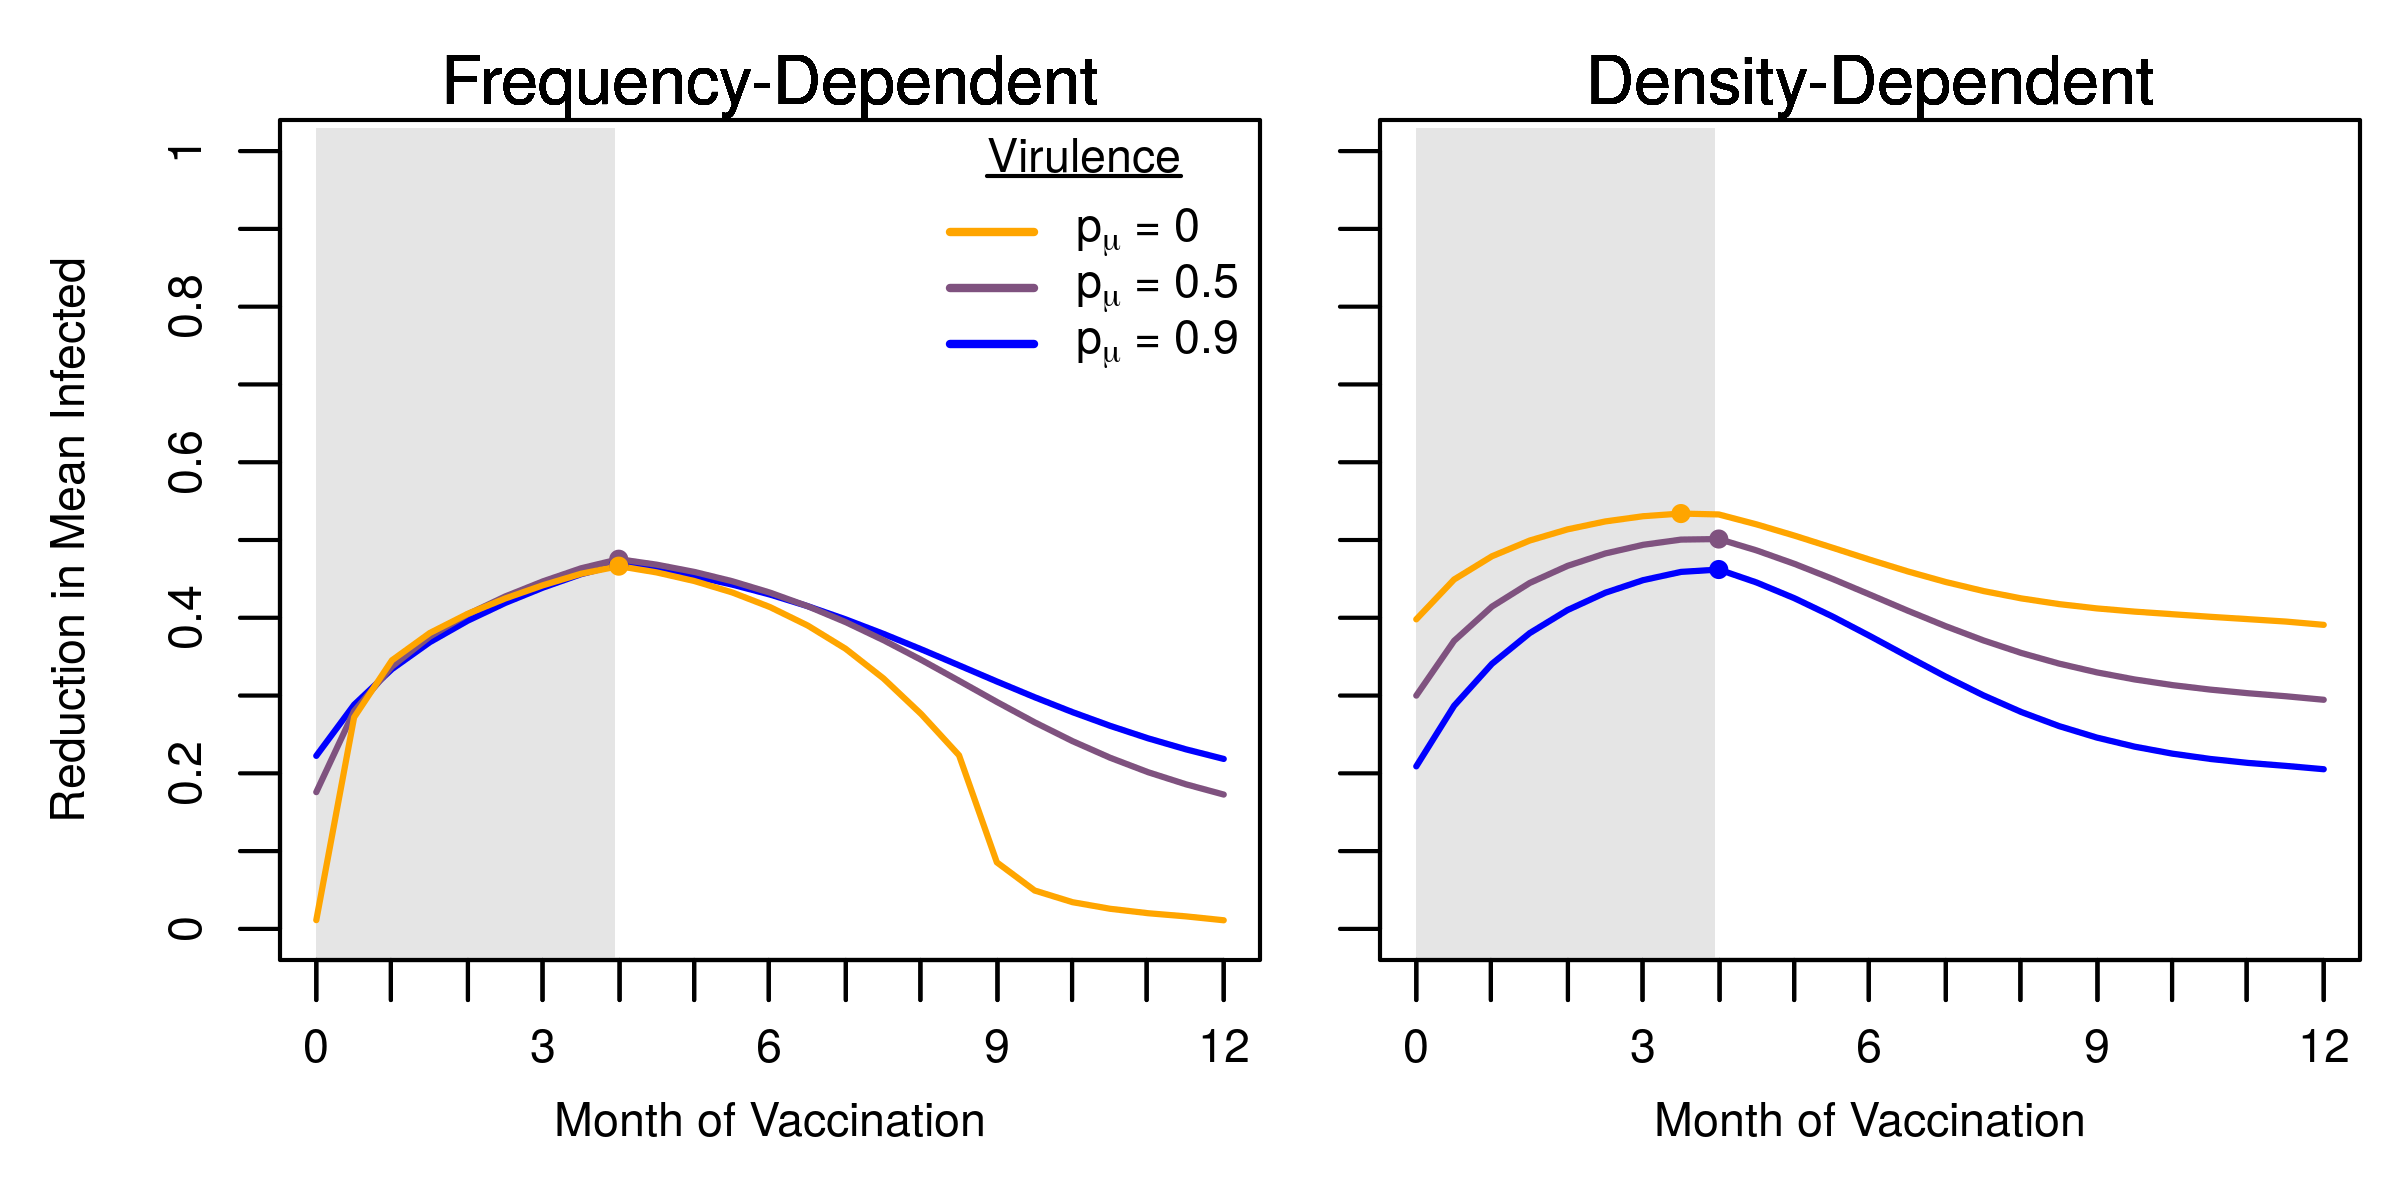 Frequency-Dependent
Density-Dependent
Virulence
pμ = 0
pμ = 0.5
pμ = 0.9
Reduction in Mean Infected
1
0.8
0.6
0.4
0.2
0
0 3 6 9 12
Month of Vaccination
0 3 6 9 12
Month of Vaccination